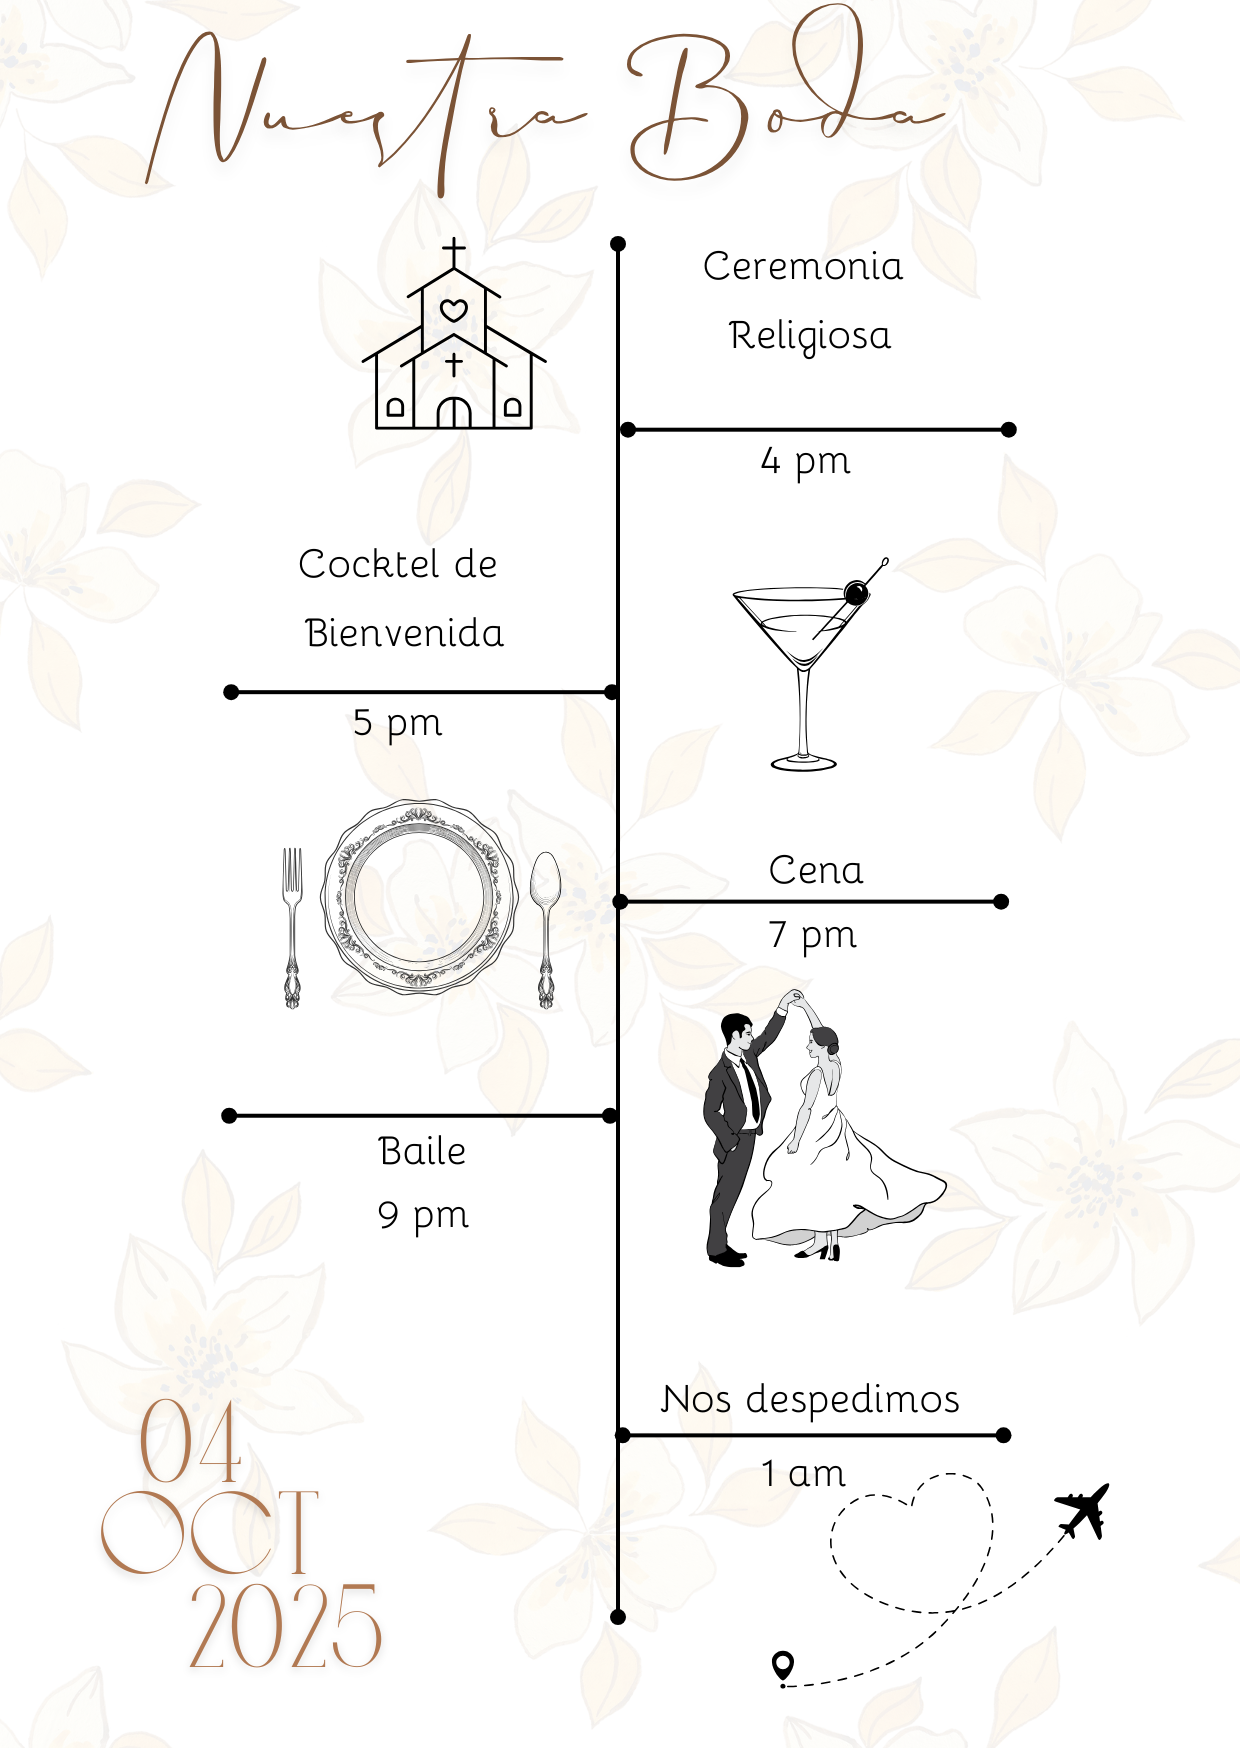 Nuestra Boda
Ceremonia
Religiosa
4 pm
Cocktel de
Bienvenida
5 pm
Cena
7 pm
Baile
9 pm
Nos despedimos
1 am
04
OCT
2025